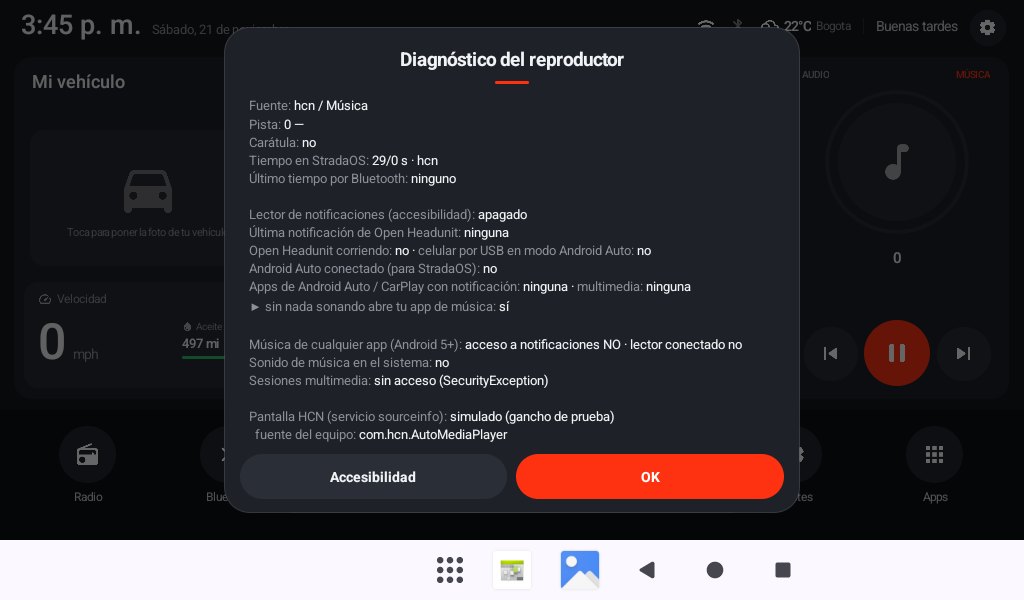 3:45 p. m.
Sábado, 21 de
22°C Bogota
Buenas tardes
Diagnóstico del reproductor
Mi vehículo
AUDIO
MÚSICA
Fuente: hcn / Música
Pista: 0 —
Carátula: no
Tiempo en StradaOS: 29/0 s · hcn
Último tiempo por Bluetooth: ninguno
Lector de notificaciones (accesibilidad): apagado
Última notificación de Open Headunit: ninguna
Open Headunit corriendo: no · celular por USB en modo Android Auto: no
Android Auto conectado (para StradaOS): no
Apps de Android Auto / CarPlay con notificación: ninguna · multimedia: ninguna
► sin nada sonando abre tu app de música: sí
Música de cualquier app (Android 5+): acceso a notificaciones NO · lector conectado no
Sonido de música en el sistema: no
Sesiones multimedia: sin acceso (SecurityException)
Pantalla HCN (servicio sourceinfo): simulado (gancho de prueba)
fuente del equipo: com.hcn.AutoMediaPlayer
Accesibilidad
OK
Toca para poner la foto de tu vehícul
Velocidad
0 mph
Aceite
497 mi
0
Radio
Blue
tes
Apps